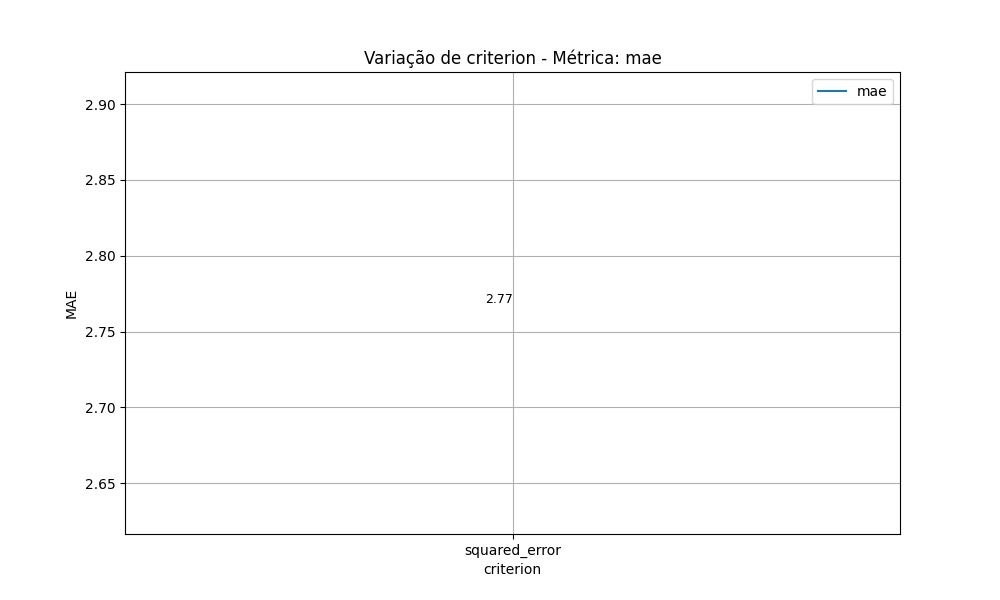 Variação de criterion - Métrica: mae
mae
2.90
2.85
2.80
2.75
2.70
2.65
MAE
2.77
squared_error
criterion